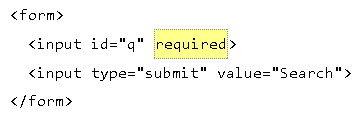 <form>
  <input id="q" required>
  <input type="submit" value="Search">
</form>